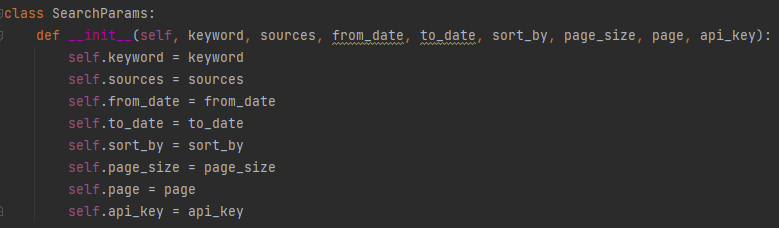 class SearchParams:
    def __init__(self, keyword, sources, from_date, to_date, sort_by, page_size, page, api_key):
        self.keyword = keyword
        self.sources = sources
        self.from_date = from_date
        self.to_date = to_date
        self.sort_by = sort_by
        self.page_size = page_size
        self.page = page
        self.api_key = api_key